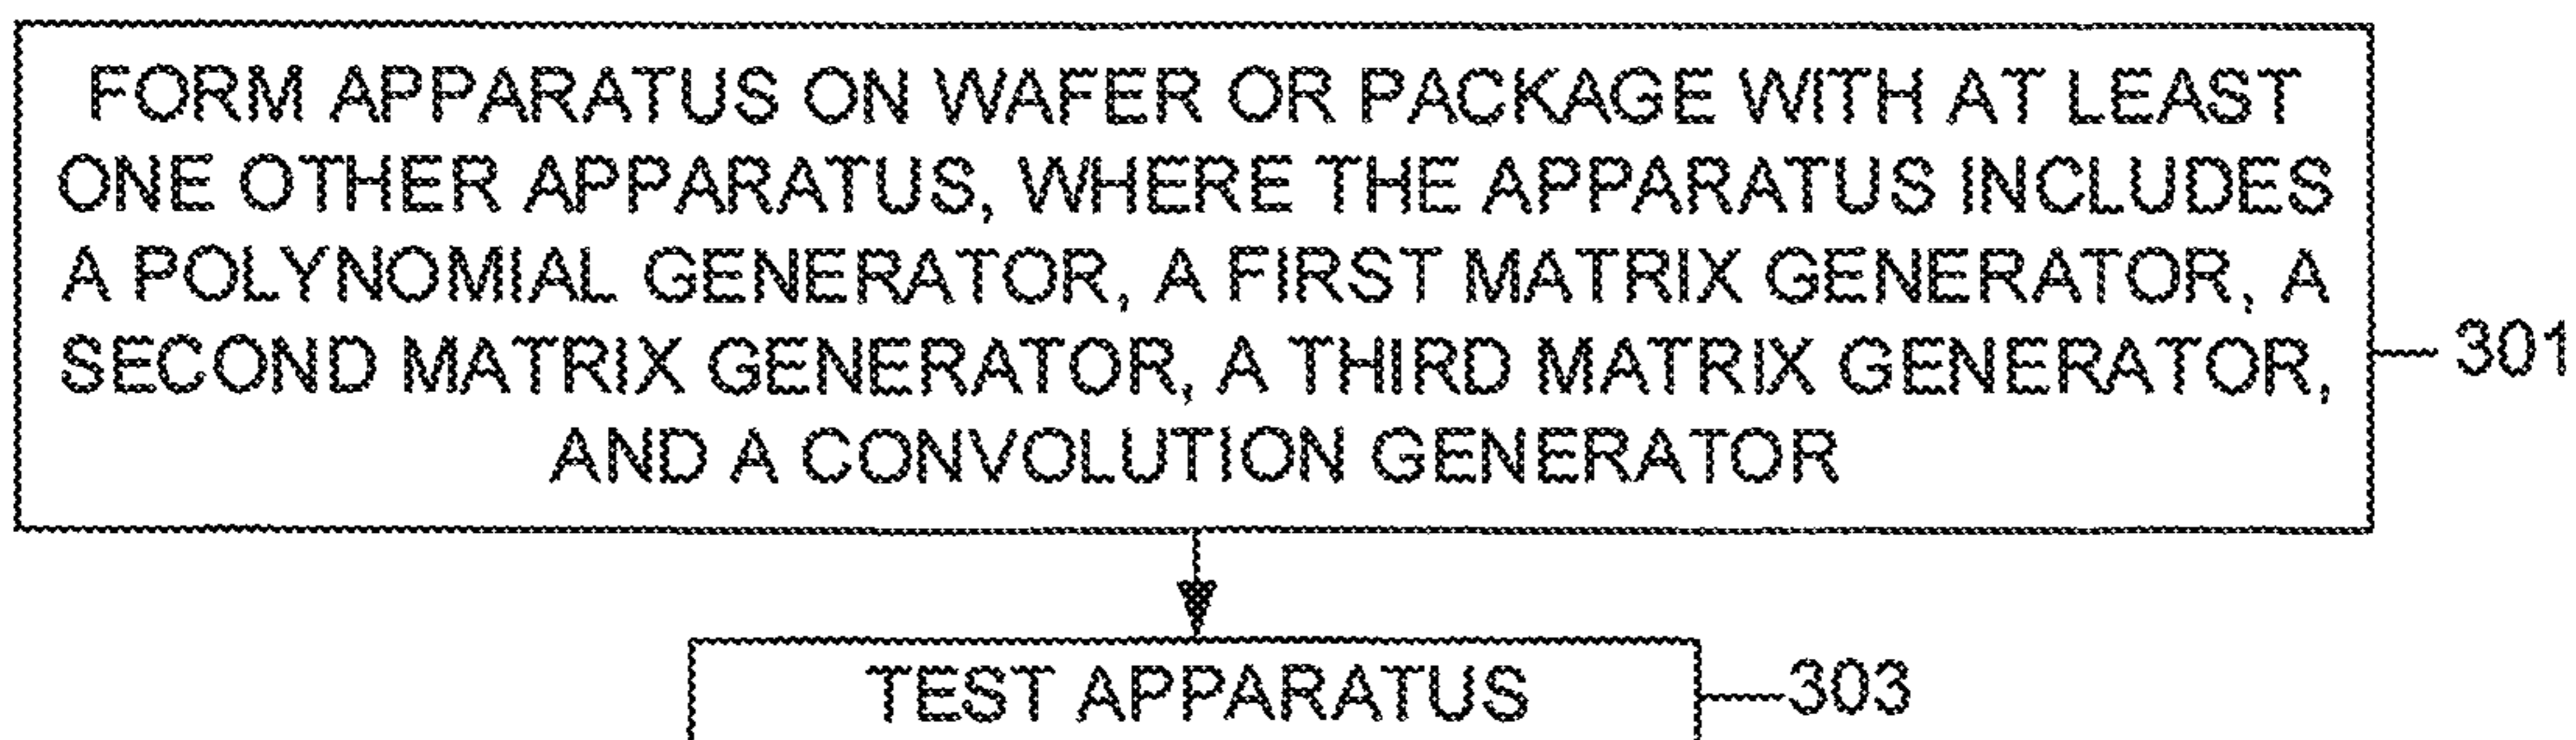 FORM APPARATUS ON WAFER OR PACKAGE WITH AT LEAST
ONE OTHER APPARATUS, WHERE THE APPARATUS INCLUDES
A POLYNOMIAL GENERATOR, A FIRST MATRIX GENERATOR, A
SECOND MATRIX GENERATOR, A THIRD MATRIX GENERATOR,
AND A CONVOLUTION GENERATOR
301
TEST APPARATUS
303